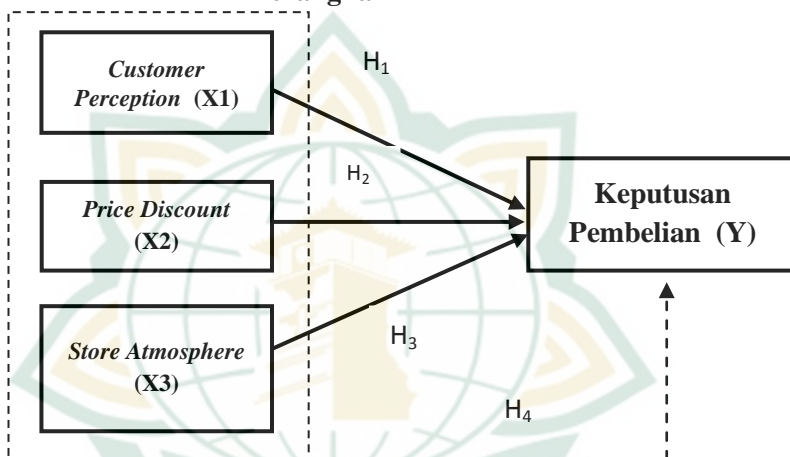 Customer
Perception (X1)
H₁
Price Discount
(X2)
H₂
Keputusan
Pembelian (Y)
Store Atmosphere
(X3)
H₃
H₄